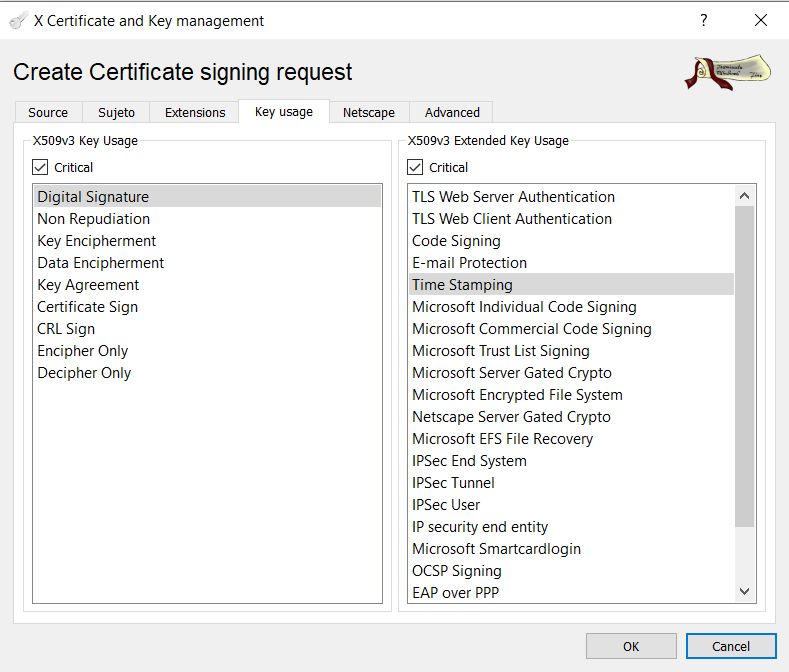 X Certificate and Key management
?
Create Certificate signing request
Source Sujeto Extensions Key usage Netscape Advanced
X509v3 Key Usage
Critical
Digital Signature
Non Repudiation
Key Encipherment
Data Encipherment
Key Agreement
Certificate Sign
CRL Sign
Encipher Only
Decipher Only
X509v3 Extended Key Usage
Critical
TLS Web Server Authentication
TLS Web Client Authentication
Code Signing
E-mail Protection
Time Stamping
Microsoft Individual Code Signing
Microsoft Commercial Code Signing
Microsoft Trust List Signing
Microsoft Server Gated Crypto
Microsoft Encrypted File System
Netscape Server Gated Crypto
Microsoft EFS File Recovery
IPSec End System
IPSec Tunnel
IPSec User
IP security end entity
Microsoft Smartcardlogin
OCSP Signing
EAP over PPP
OK Cancel